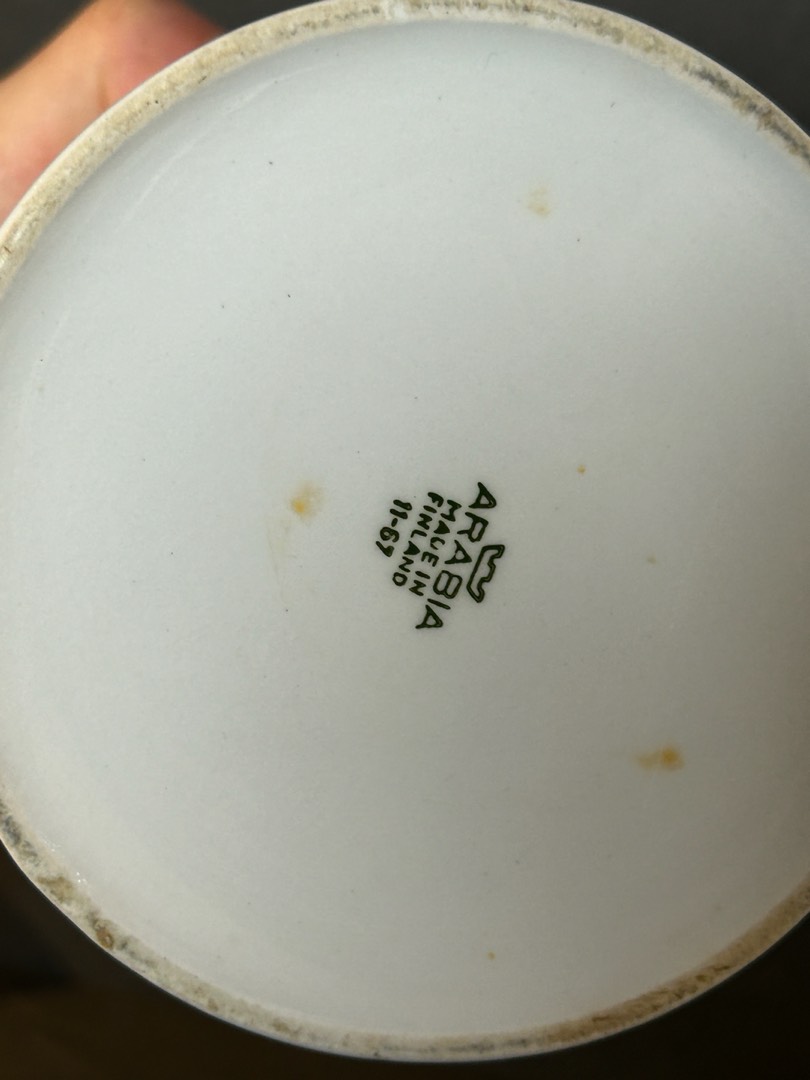 ARABIA
MADE IN
FINLAND
11-67